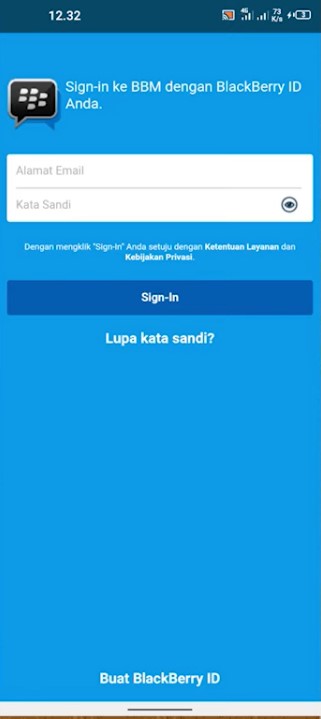 12.32
4G
73
K/s
3
Sign-in ke BBM dengan BlackBerry ID
Anda.
Alamat Email
Kata Sandi
Dengan mengklik "Sign-In" Anda setuju dengan Ketentuan Layanan dan
Kebijakan Privasi.
Sign-In
Lupa kata sandi?
Buat BlackBerry ID